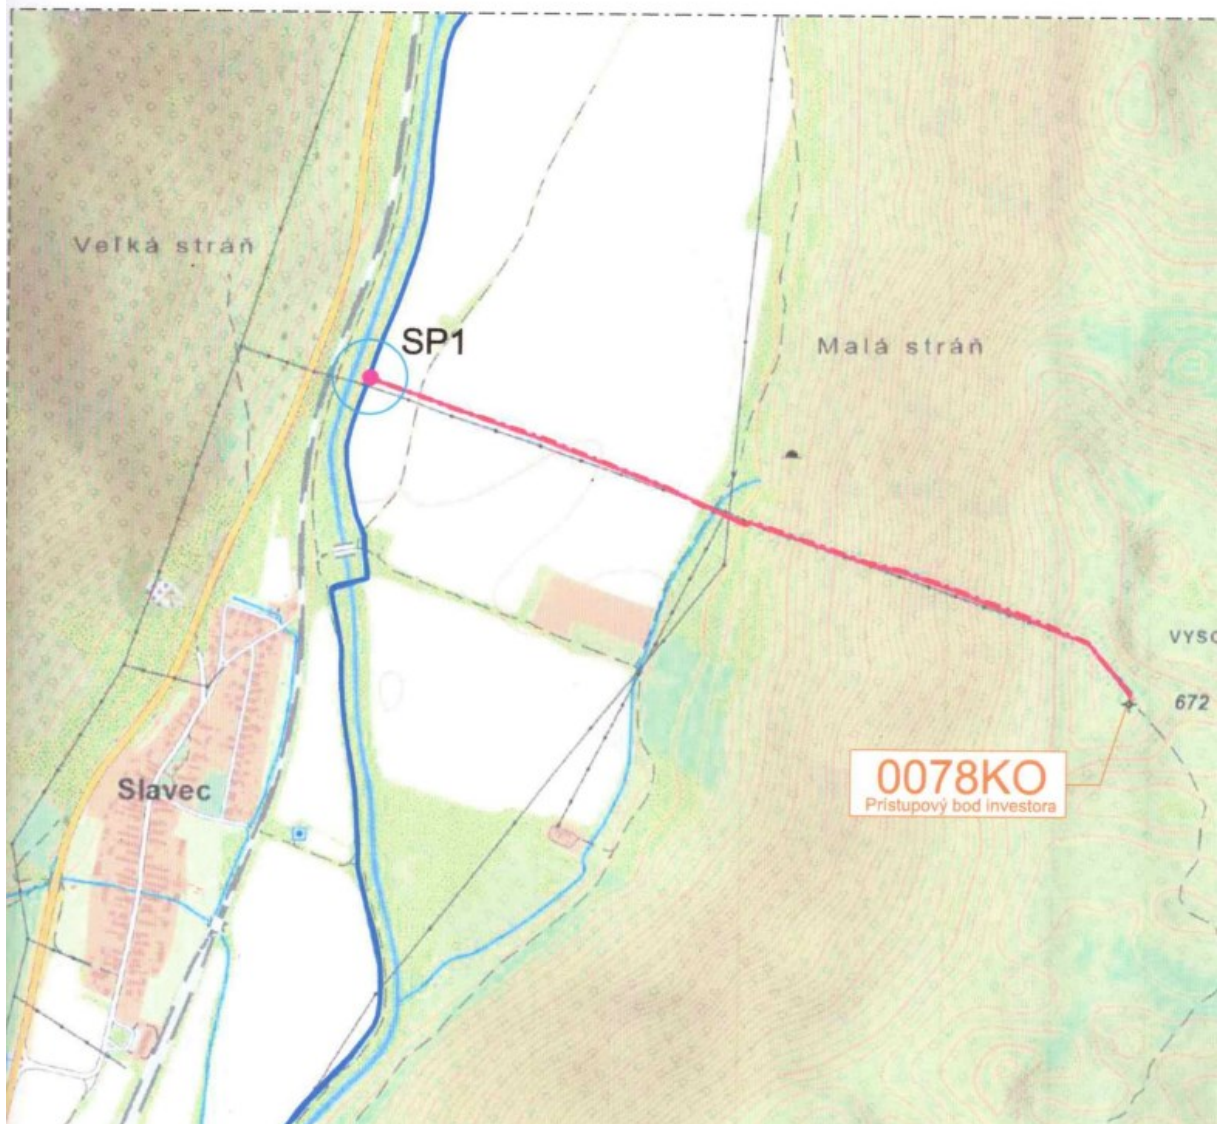 Veľká stráň
SP1
Malá stráň
VYSO
672
0078KO
Prístupový bod investora
Slavec